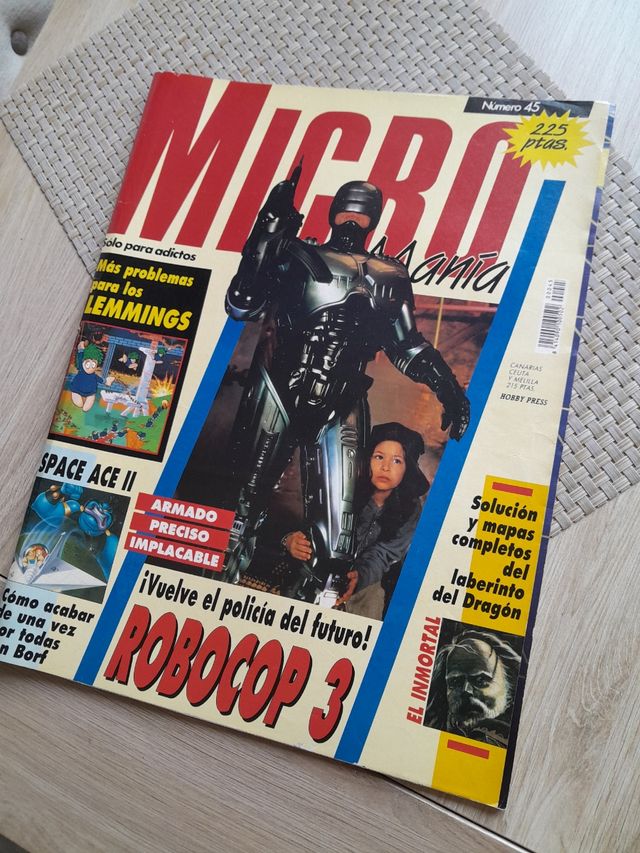 Número 45
225
ptas.
MICRO
Manía
Solo para adictos
Más problemas
para los
LEMMINGS
CANARIAS
CEUTA
Y MELILLA
215 PTAS.
HOBBY PRESS
SPACE ACE II
ARMADO
PRECISO
IMPLACABLE
Solución
y mapas
completos
del
laberinto
del Dragón
Cómo acabar
de una vez
por todas
con Borf
¡Vuelve el policía del futuro!
ROBOCOP 3
EL INMORTAL